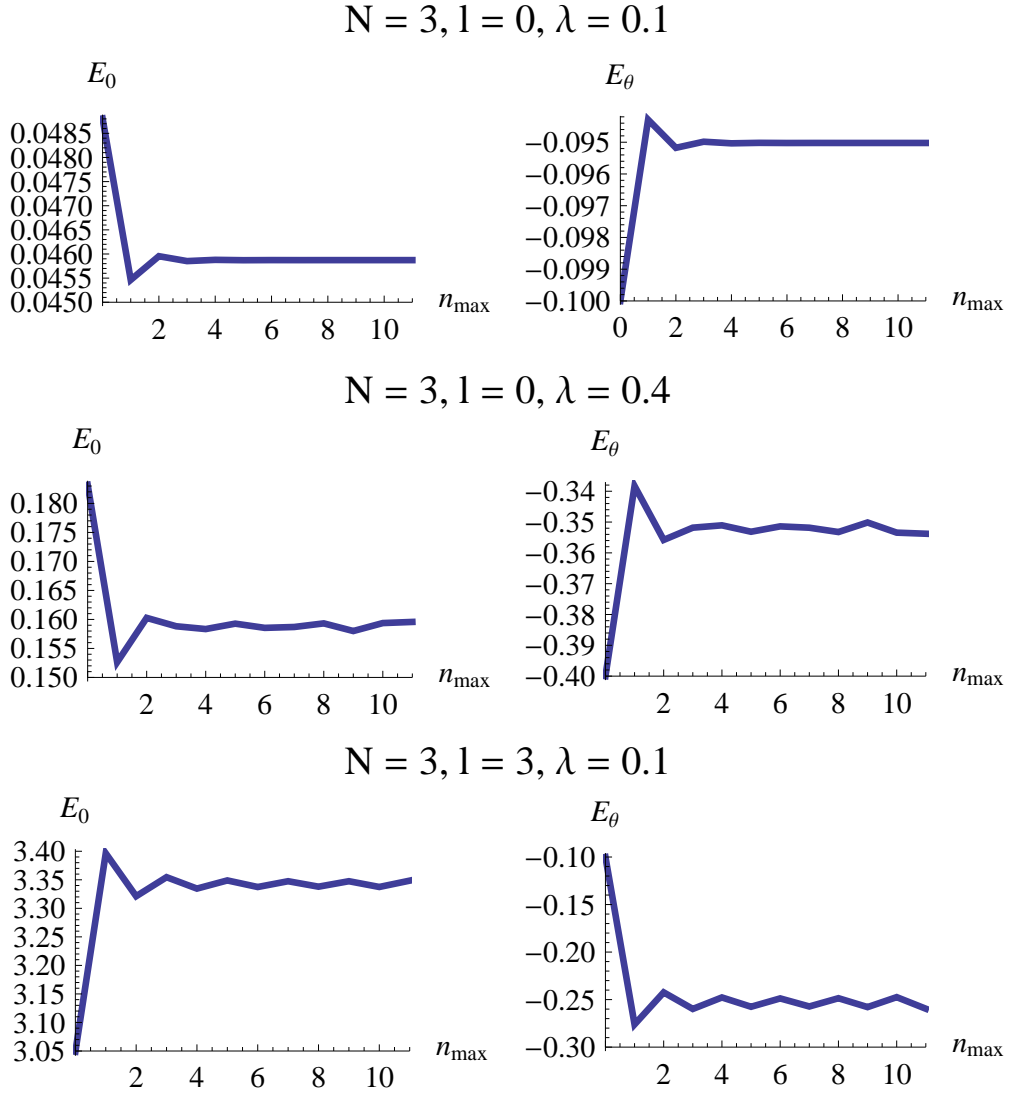 N = 3, l = 0, λ = 0.1
E0
0.0485
0.0480
0.0475
0.0470
0.0465
0.0460
0.0455
0.0450
2 4 6 8 10
nmax
Eθ
−0.095
−0.096
−0.097
−0.098
−0.099
−0.100
0 2 4 6 8 10
nmax
N = 3, l = 0, λ = 0.4
E0
0.180
0.175
0.170
0.165
0.160
0.155
0.150
2 4 6 8 10
nmax
Eθ
−0.34
−0.35
−0.36
−0.37
−0.38
−0.39
−0.40
2 4 6 8 10
nmax
N = 3, l = 3, λ = 0.1
E0
3.40
3.35
3.30
3.25
3.20
3.15
3.10
3.05
2 4 6 8 10
nmax
Eθ
−0.10
−0.15
−0.20
−0.25
−0.30
2 4 6 8 10
nmax